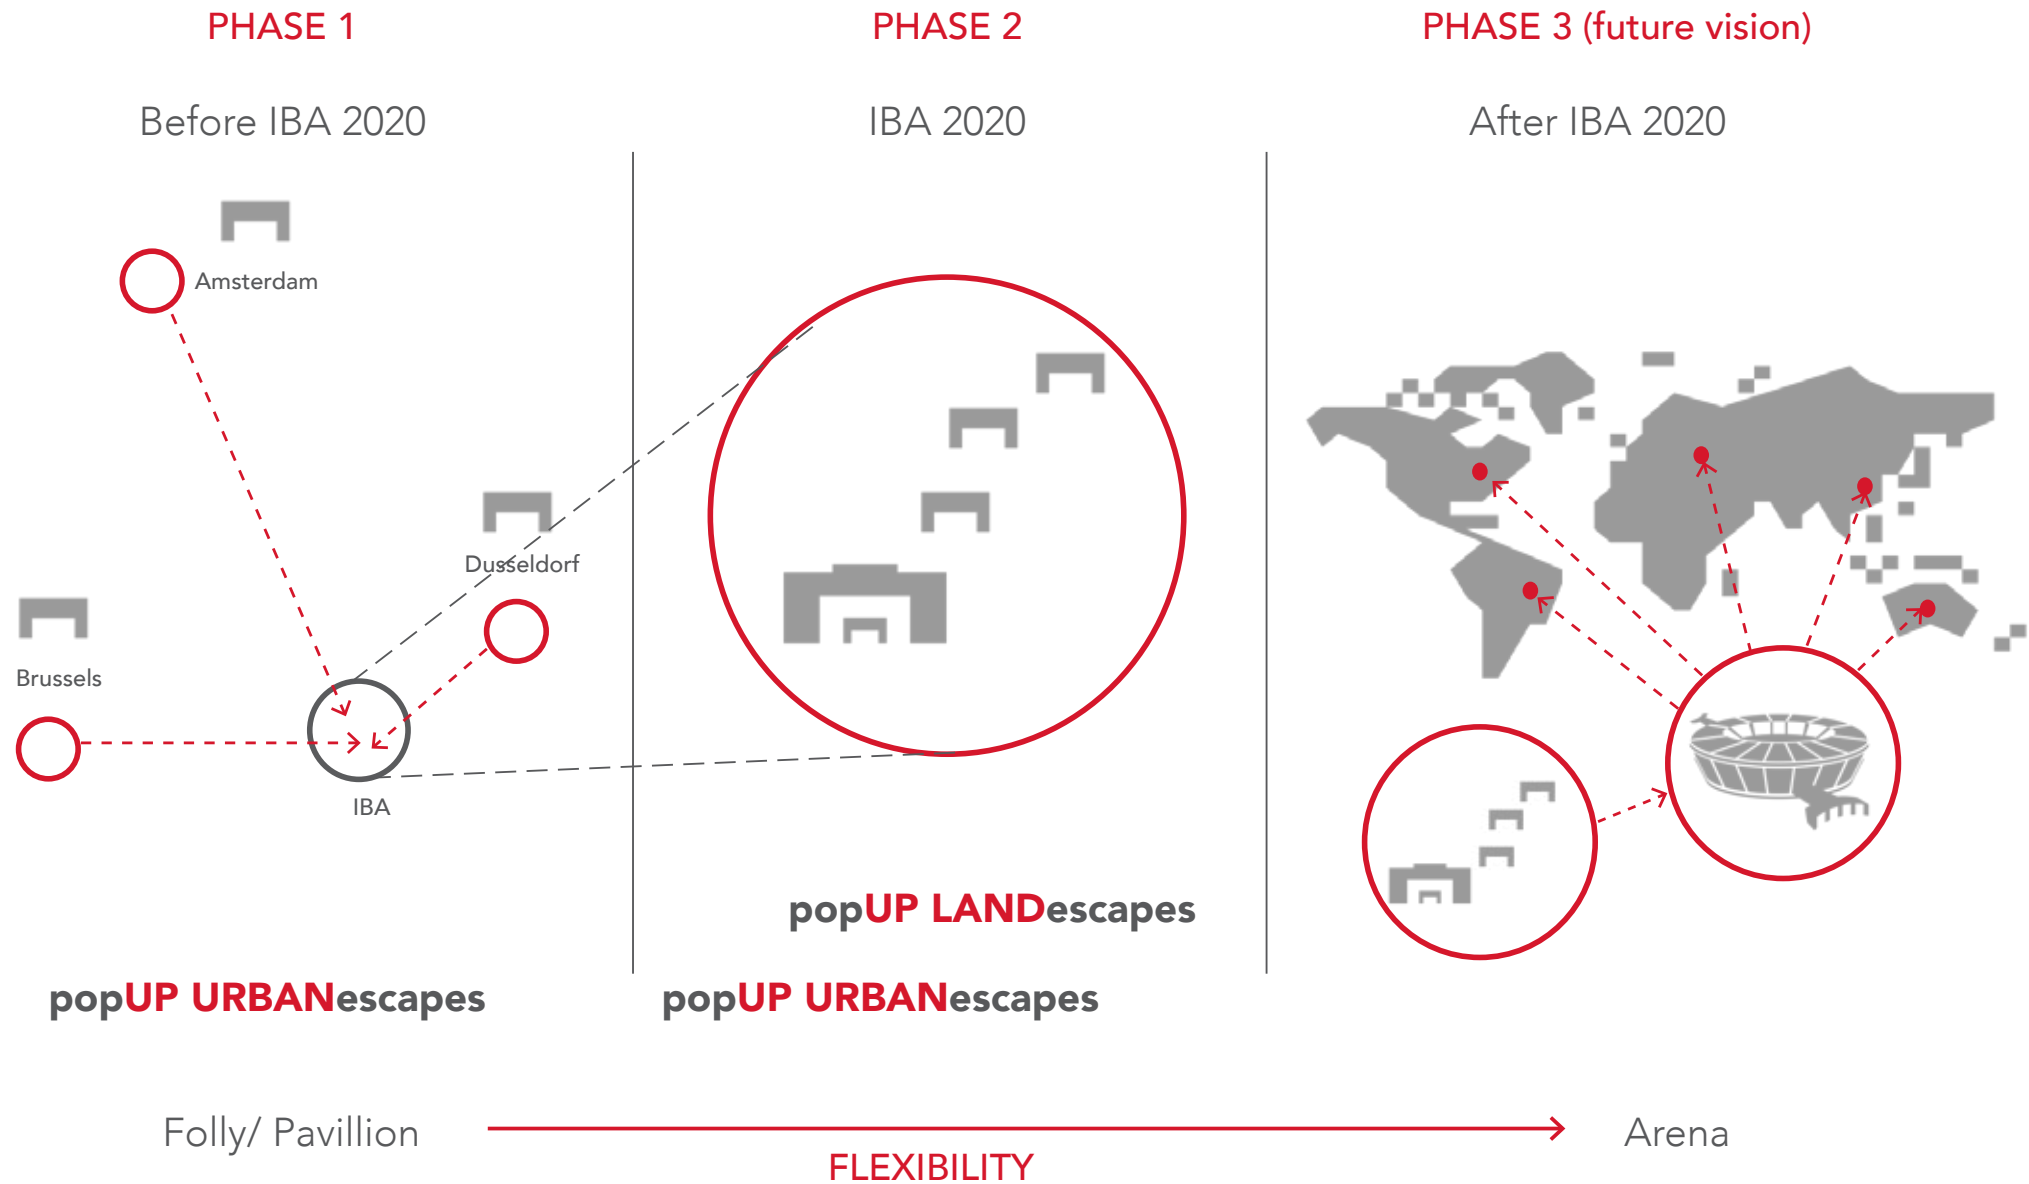 PHASE 1
PHASE 2
PHASE 3 (future vision)
Before IBA 2020
IBA 2020
After IBA 2020
Amsterdam
Dusseldorf
Brussels
IBA
popUP LANDescapes
popUP URBANescapes
popUP URBANescapes
Folly/ Pavillion
Arena
FLEXIBILITY